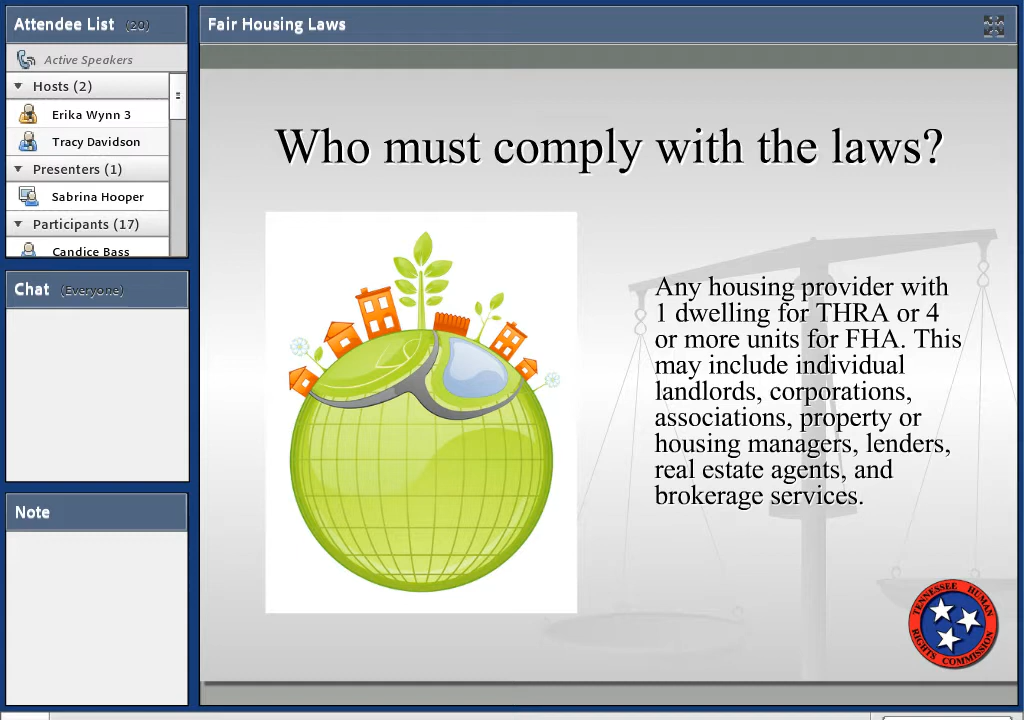 Attendee List (20)
Active Speakers
Hosts (2)
Erika Wynn 3
Tracy Davidson
Presenters (1)
Sabrina Hooper
Participants (17)
Candice Bass
Chat (Everyone)
Note
Fair Housing Laws
Who must comply with the laws?
Any housing provider with
1 dwelling for THRA or 4
or more units for FHA. This
may include individual
landlords, corporations,
associations, property or
housing managers, lenders,
real estate agents, and
brokerage services.
TENNESSEE HUMAN
RIGHTS COMMISSION